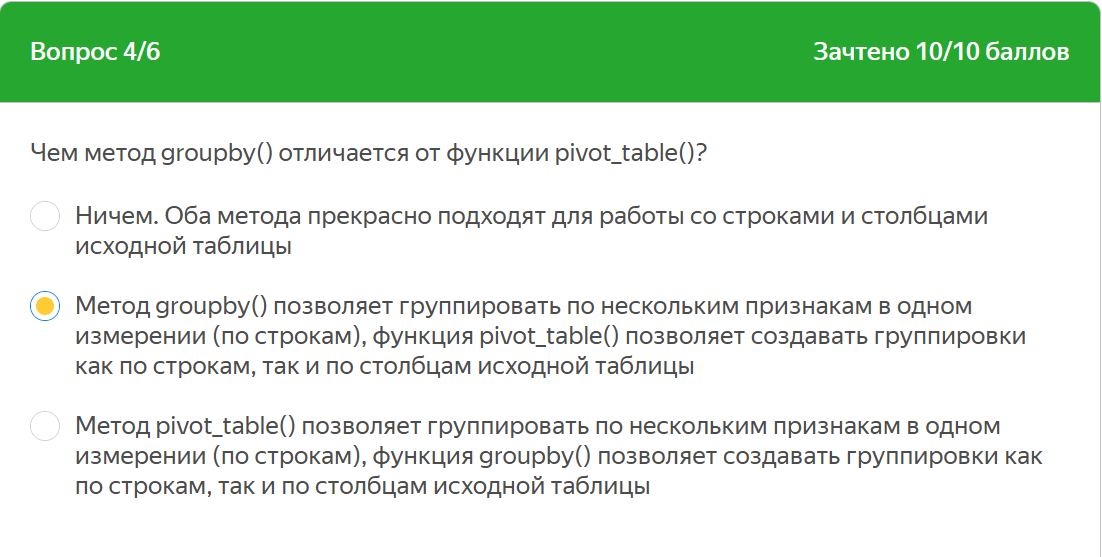 Вопрос 4/6
Зачтено 10/10 баллов
Чем метод groupby() отличается от функции pivot_table()?
Ничем. Оба метода прекрасно подходят для работы со строками и столбцами
исходной таблицы
Метод groupby() позволяет группировать по нескольким признакам в одном
измерении (по строкам), функция pivot_table() позволяет создавать группировки
как по строкам, так и по столбцам исходной таблицы
Метод pivot_table() позволяет группировать по нескольким признакам в одном
измерении (по строкам), функция groupby() позволяет создавать группировки как
по строкам, так и по столбцам исходной таблицы